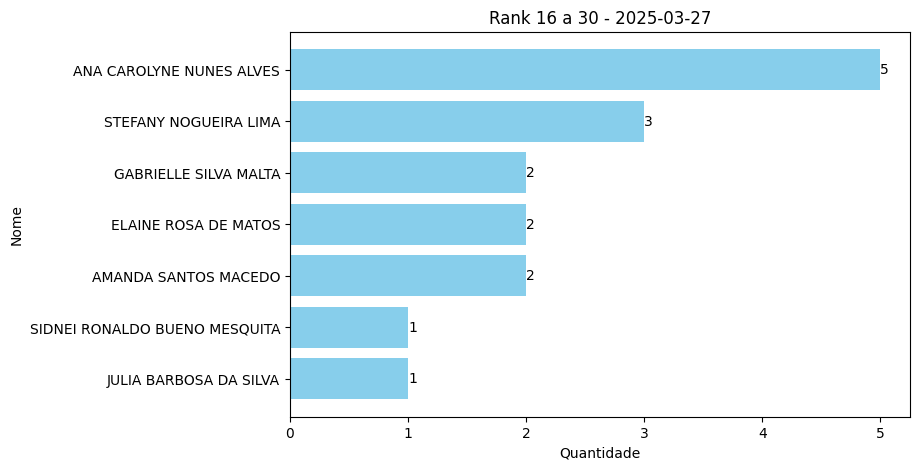 Rank 16 a 30 - 2025-03-27
ANA CAROLYNE NUNES ALVES 5
STEFANY NOGUEIRA LIMA 3
GABRIELLE SILVA MALTA 2
ELAINE ROSA DE MATOS 2
AMANDA SANTOS MACEDO 2
SIDNEI RONALDO BUENO MESQUITA 1
JULIA BARBOSA DA SILVA 1
Nome
0 1 2 3 4 5
Quantidade